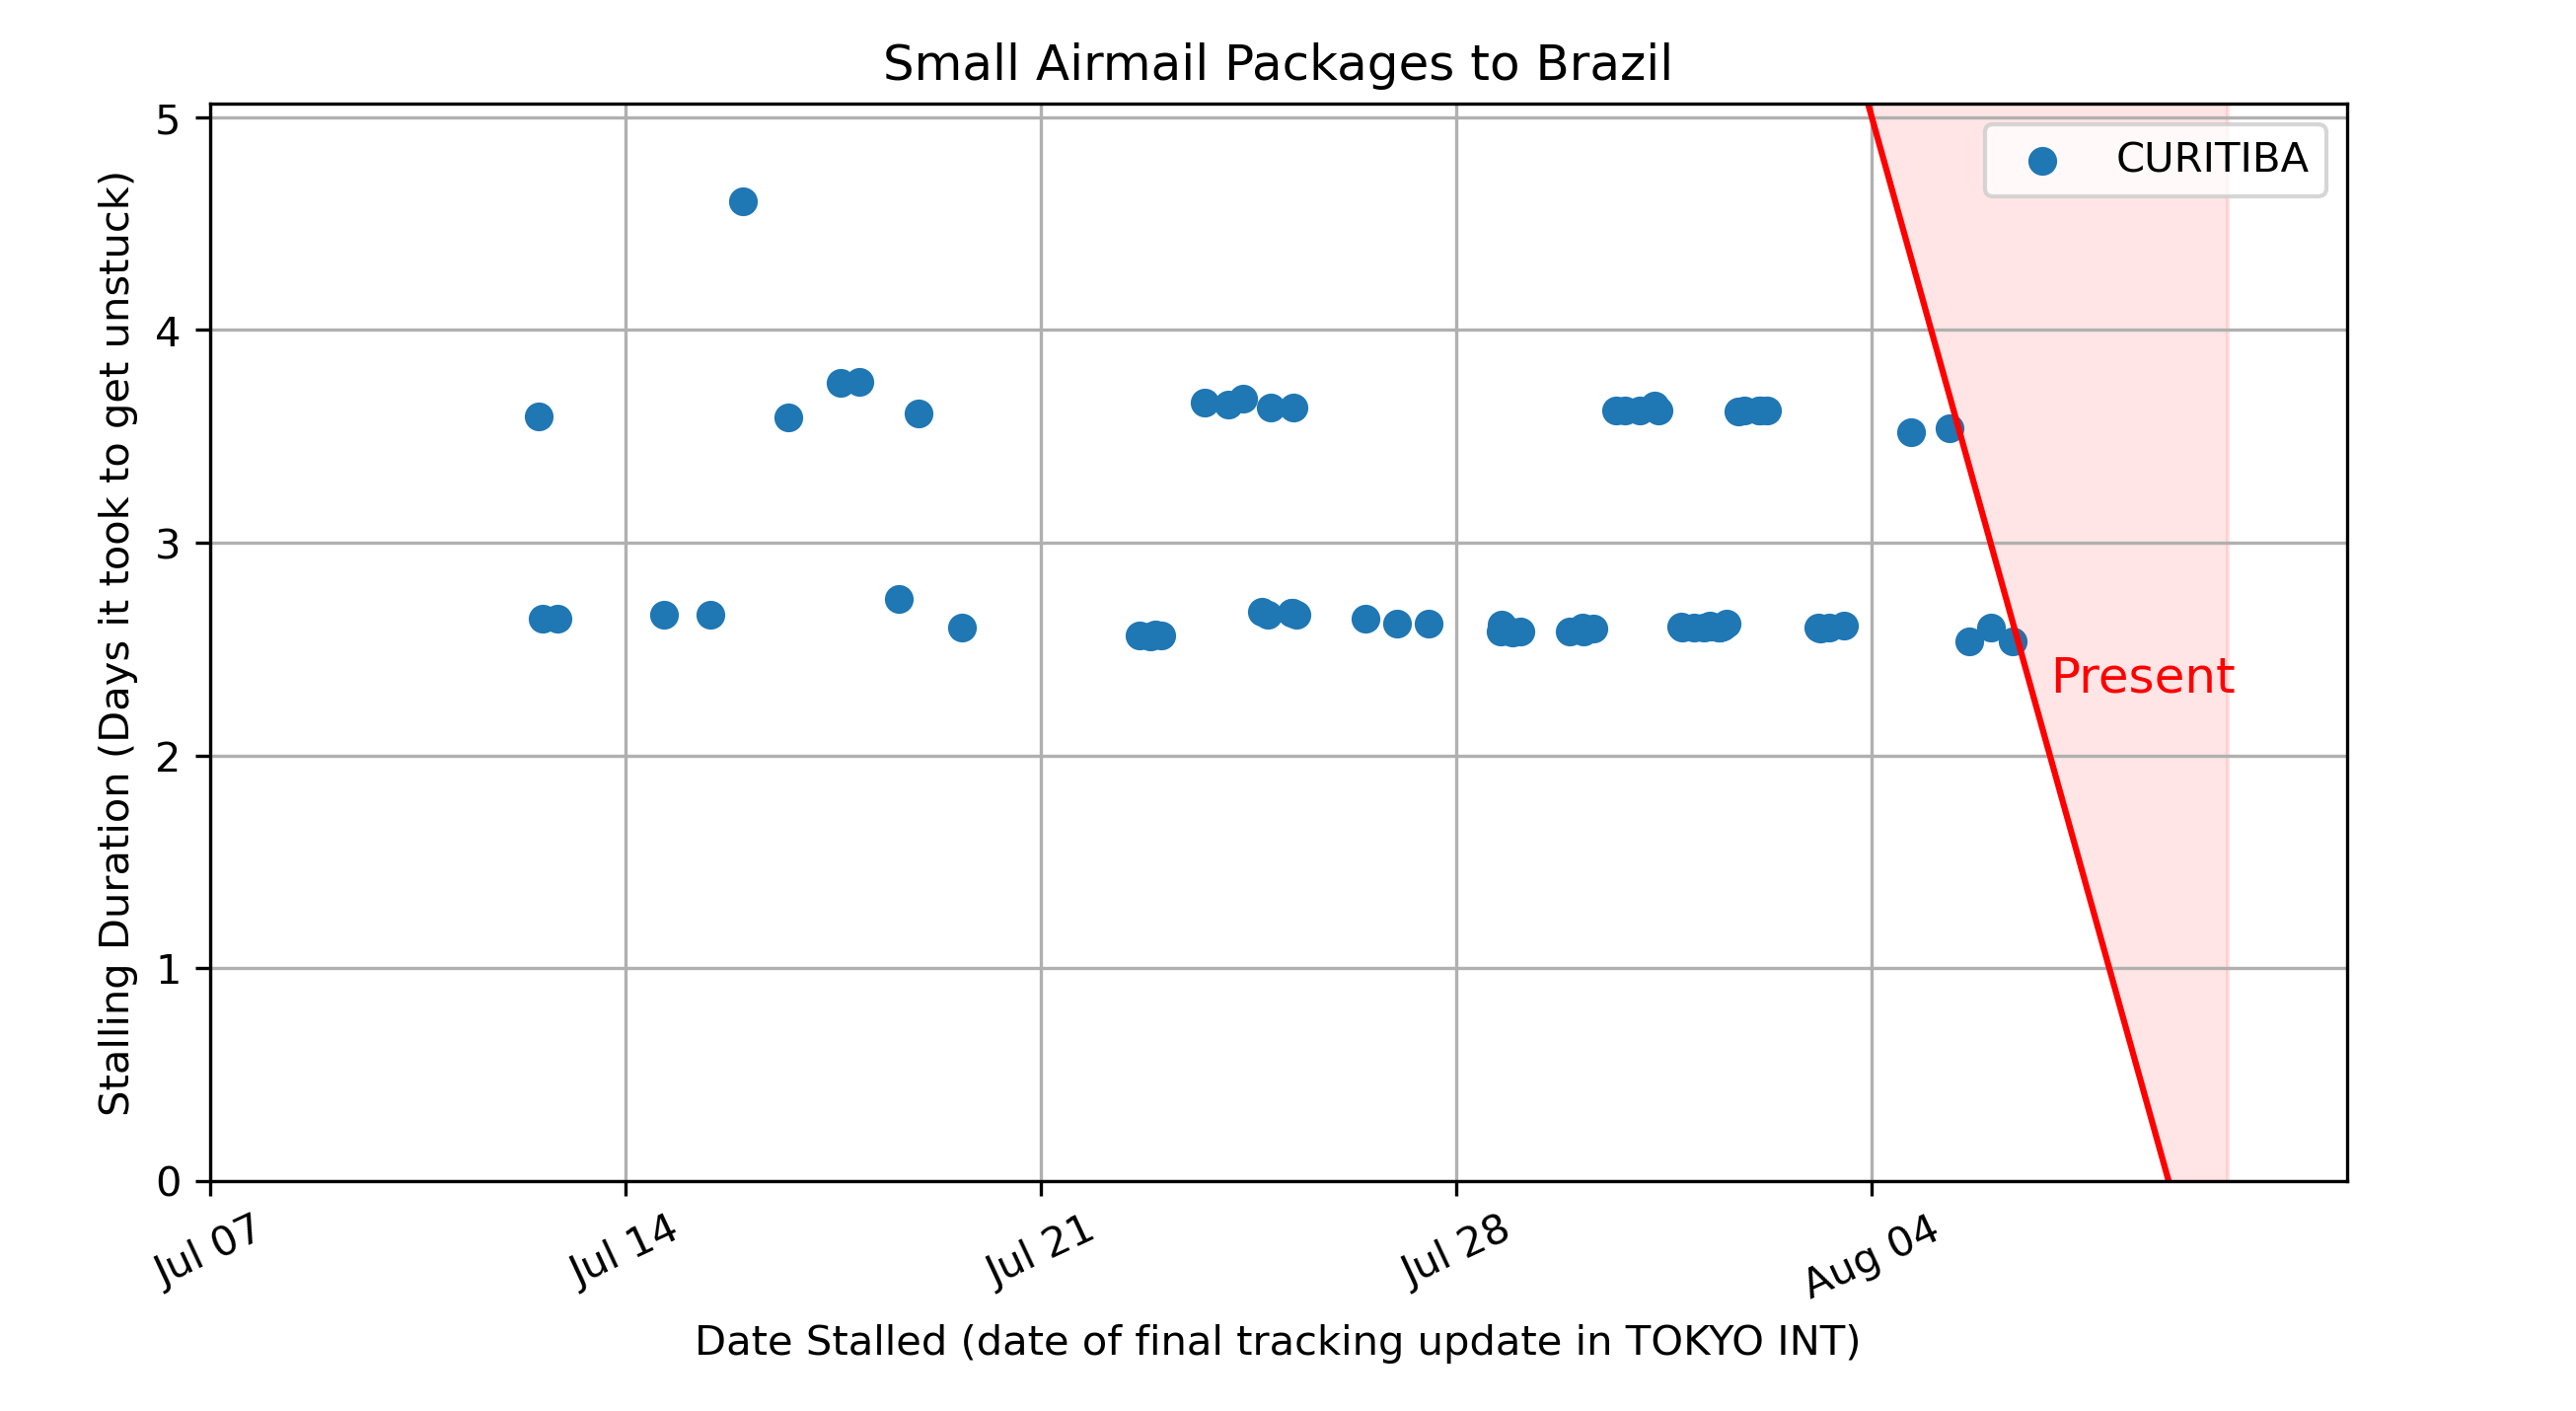 Small Airmail Packages to Brazil
Stalling Duration (Days it took to get unstuck)
5
4
3
2
1
0
CURITIBA
Present
Jul 07
Jul 14
Jul 21
Jul 28
Aug 04
Date Stalled (date of final tracking update in TOKYO INT)